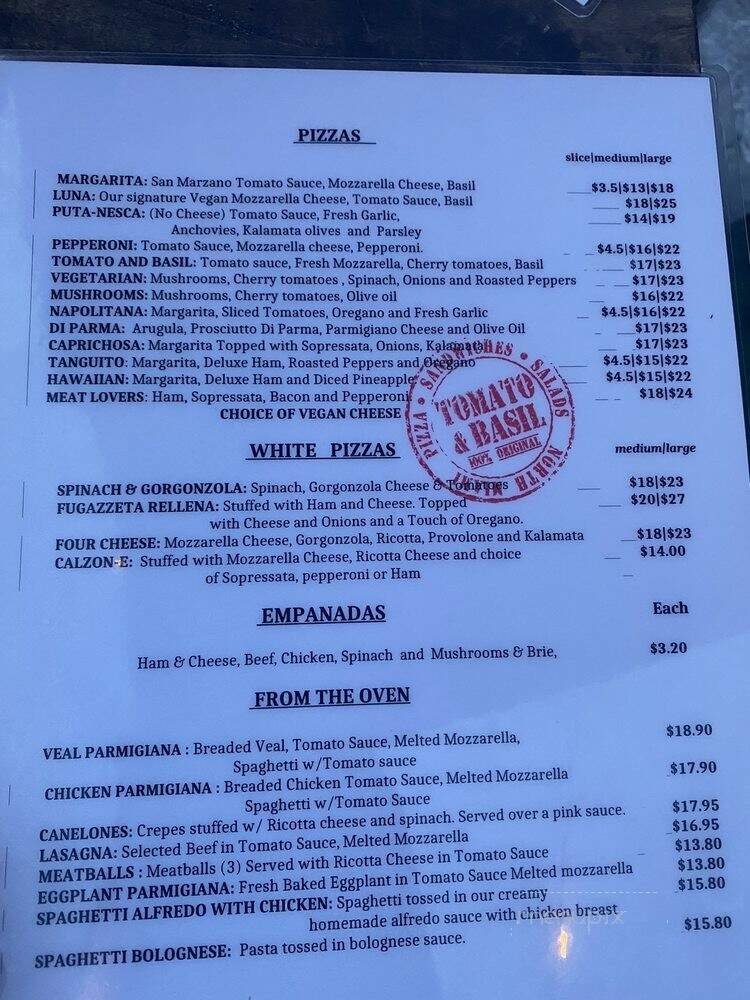 PIZZAS
slice|medium|large
MARGARITA: San Marzano Tomato Sauce, Mozzarella Cheese, Basil $3.5|$13|$18
LUNA: Our signature Vegan Mozzarella Cheese, Tomato Sauce, Basil $18|$25
PUTA-NESCA: (No Cheese) Tomato Sauce, Fresh Garlic, $14|$19
Anchovies, Kalamata olives and Parsley
PEPPERONI: Tomato Sauce, Mozzarella cheese, Pepperoni. $4.5|$16|$22
TOMATO AND BASIL: Tomato sauce, Fresh Mozzarella, Cherry tomatoes, Basil $17|$23
VEGETARIAN: Mushrooms, Cherry tomatoes , Spinach, Onions and Roasted Peppers $17|$23
MUSHROOMS: Mushrooms, Cherry tomatoes, Olive oil $16|$22
NAPOLITANA: Margarita, Sliced Tomatoes, Oregano and Fresh Garlic $4.5|$16|$22
DI PARMA: Arugula, Prosciutto Di Parma, Parmigiano Cheese and Olive Oil $17|$23
CAPRICHOSA: Margarita Topped with Sopressata, Onions, Kalamata $17|$23
TANGUITO: Margarita, Deluxe Ham, Roasted Peppers and Oregano $4.5|$15|$22
HAWAIIAN: Margarita, Deluxe Ham and Diced Pineapple $4.5|$15|$22
MEAT LOVERS: Ham, Sopressata, Bacon and Pepperoni $18|$24
CHOICE OF VEGAN CHEESE
PIZZA • SANDWICHES • SALADS
TOMATO
& BASIL
100% ORIGINAL
NORTH
WHITE PIZZAS medium|large
SPINACH & GORGONZOLA: Spinach, Gorgonzola Cheese & Tomatoes $18|$23
FUGAZZETA RELLENA: Stuffed with Ham and Cheese. Topped $20|$27
with Cheese and Onions and a Touch of Oregano.
FOUR CHEESE: Mozzarella Cheese, Gorgonzola, Ricotta, Provolone and Kalamata $18|$23
CALZON-E: Stuffed with Mozzarella Cheese, Ricotta Cheese and choice $14.00
of Sopressata, pepperoni or Ham
EMPANADAS Each
Ham & Cheese, Beef, Chicken, Spinach and Mushrooms & Brie, $3.20
FROM THE OVEN
VEAL PARMIGIANA : Breaded Veal, Tomato Sauce, Melted Mozzarella, $18.90
Spaghetti w/Tomato sauce
CHICKEN PARMIGIANA : Breaded Chicken Tomato Sauce, Melted Mozzarella $17.90
Spaghetti w/Tomato Sauce
CANELONES: Crepes stuffed w/ Ricotta cheese and spinach. Served over a pink sauce. $17.95
LASAGNA: Selected Beef in Tomato Sauce, Melted Mozzarella $16.95
MEATBALLS : Meatballs (3) Served with Ricotta Cheese in Tomato Sauce $13.80
EGGPLANT PARMIGIANA: Fresh Baked Eggplant in Tomato Sauce Melted mozzarella $13.80
SPAGHETTI ALFREDO WITH CHICKEN: Spaghetti tossed in our creamy $15.80
homemade alfredo sauce with chicken breast
SPAGHETTI BOLOGNESE: Pasta tossed in bolognese sauce. $15.80